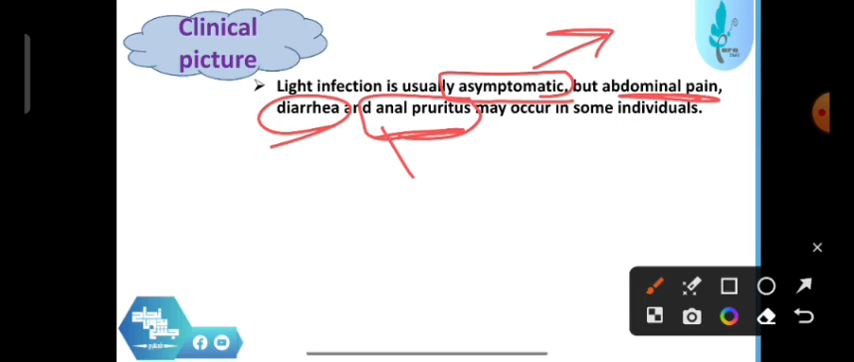 Clinical
picture
➢ Light infection is usually asymptomatic, but abdominal pain,
diarrhea and anal pruritus may occur in some individuals.